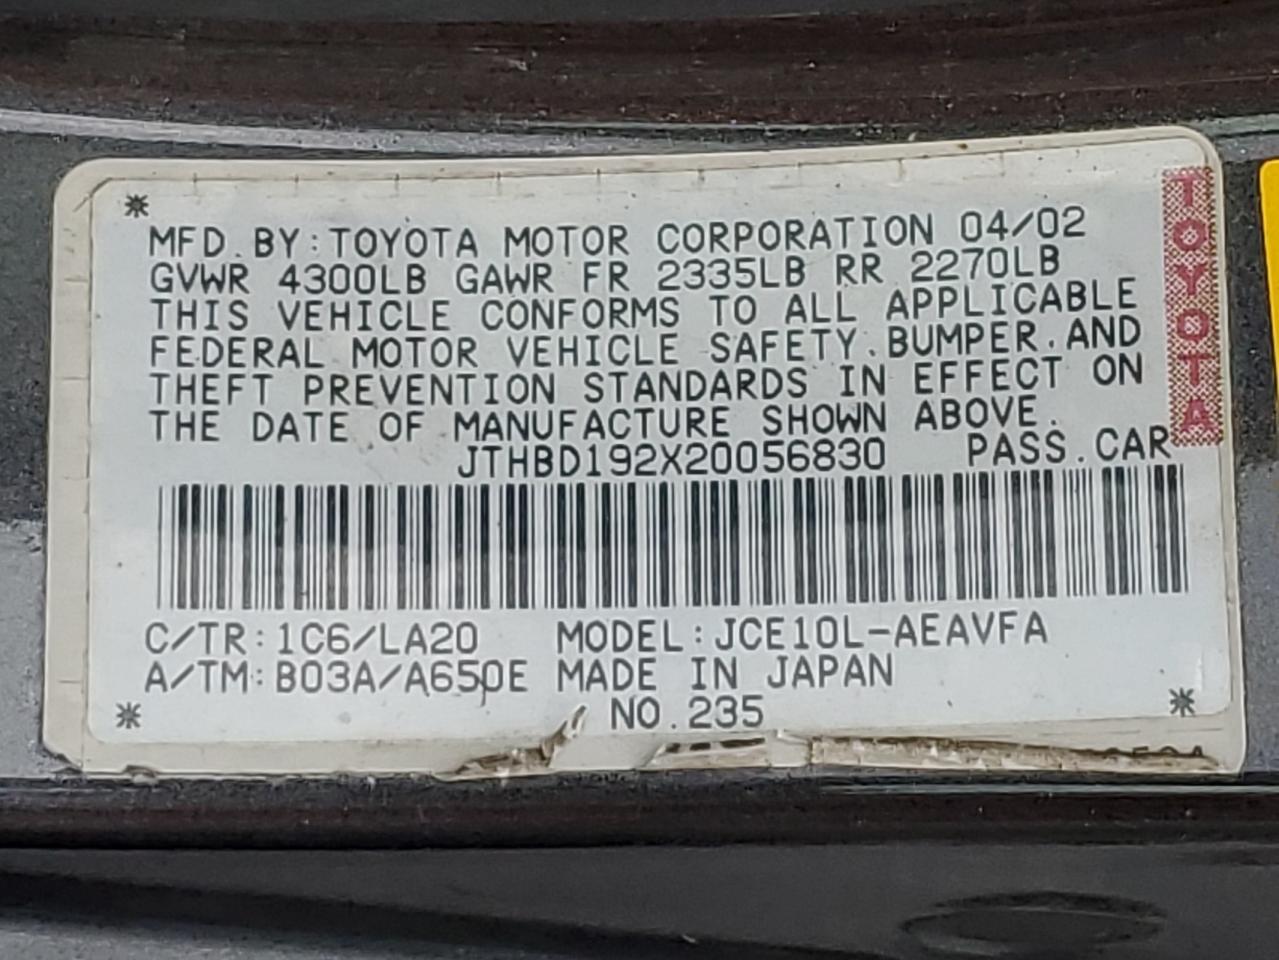 MFD.BY:TOYOTA MOTOR CORPORATION 04/02
GVWR 4300LB GAWR FR 2335LB RR 2270LB
THIS VEHICLE CONFORMS TO ALL APPLICABLE
FEDERAL MOTOR VEHICLE SAFETY.BUMPER.AND
THEFT PREVENTION STANDARDS IN EFFECT ON
THE DATE OF MANUFACTURE SHOWN ABOVE.
JTHBD192X20056830 PASS.CAR
C/TR:1C6/LA20 MODEL:JCE10L-AEAVFA
A/TM:B03A/A650E MADE IN JAPAN
NO.235
TOYOTA